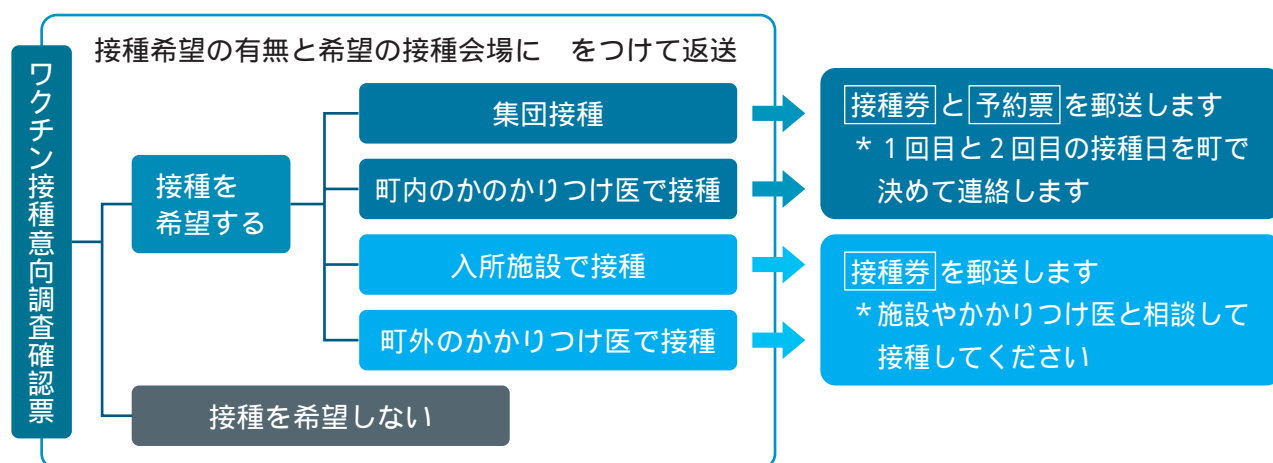 接種希望の有無と希望の接種会場に　をつけて返送
ワクチン接種意向調査確認票
接種を
希望する
集団接種
町内のかのかりつけ医で接種
入所施設で接種
町外のかかりつけ医で接種
接種を希望しない
接種券と予約票を郵送します
＊１回目と２回目の接種日を町で
決めて連絡します
接種券を郵送します
＊施設やかかりつけ医と相談して
接種してください